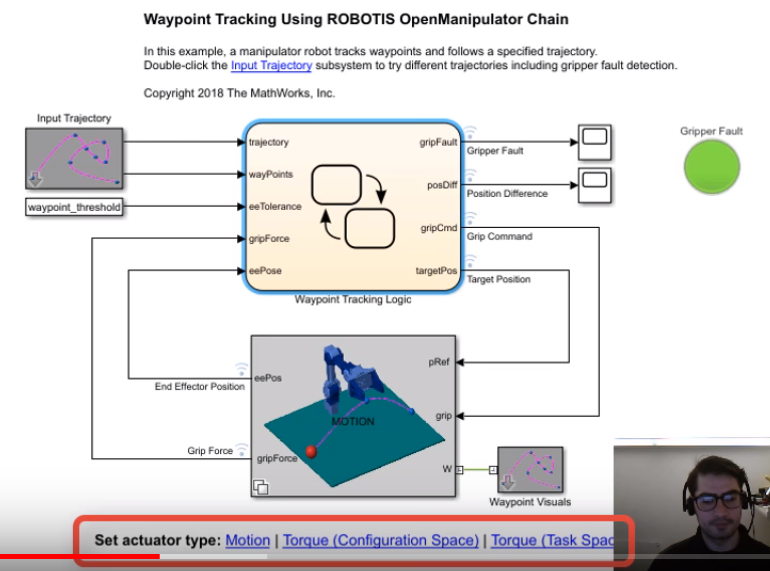 Waypoint Tracking Using ROBOTIS OpenManipulator Chain
In this example, a manipulator robot tracks waypoints and follows a specified trajectory.
Double-click the Input Trajectory subsystem to try different trajectories including gripper fault detection.
Copyright 2018 The MathWorks, Inc.
Input Trajectory
waypoint_threshold
trajectory
wayPoints
eeTolerance
gripForce
eePose
gripFault
posDiff
gripCmd
targetPos
Waypoint Tracking Logic
Gripper Fault
Position Difference
Grip Command
Target Position
Gripper Fault
End Effector Position
Grip Force
eePos
gripForce
MOTION
pRef
grip
W
Waypoint Visuals
Set actuator type: Motion | Torque (Configuration Space) | Torque (Task Spac